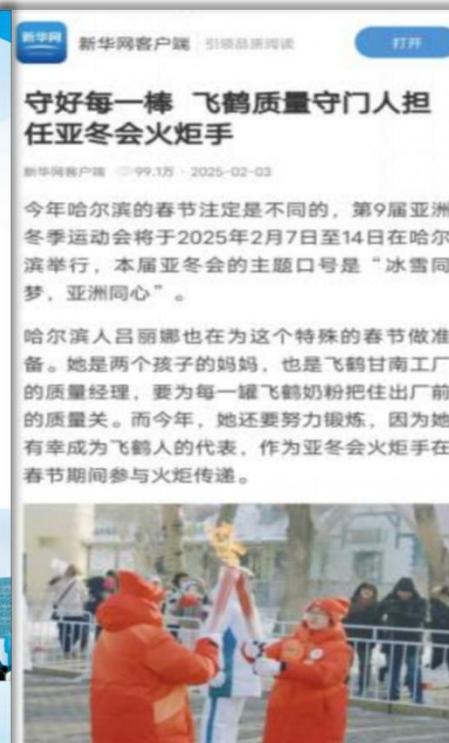 新华网
新华网客户端
引领品质阅读
打开
守好每一棒 飞鹤质量守门人担
任亚冬会火炬手
新华网客户端 99.1万·2025-02-03
今年哈尔滨的春节注定是不同的，第9届亚洲
冬季运动会将于2025年2月7日至14日在哈尔
滨举行，本届亚冬会的主题口号是“冰雪同
梦，亚洲同心”。
哈尔滨人吕丽娜也在为这个特殊的春节做准
备。她是两个孩子的妈妈，也是飞鹤甘南工厂
的质量经理，要为每一罐飞鹤奶粉把住出厂前
的质量关。而今年，她还要努力锻炼，因为她
有幸成为飞鹤人的代表，作为亚冬会火炬手在
春节期间参与火炬传递。